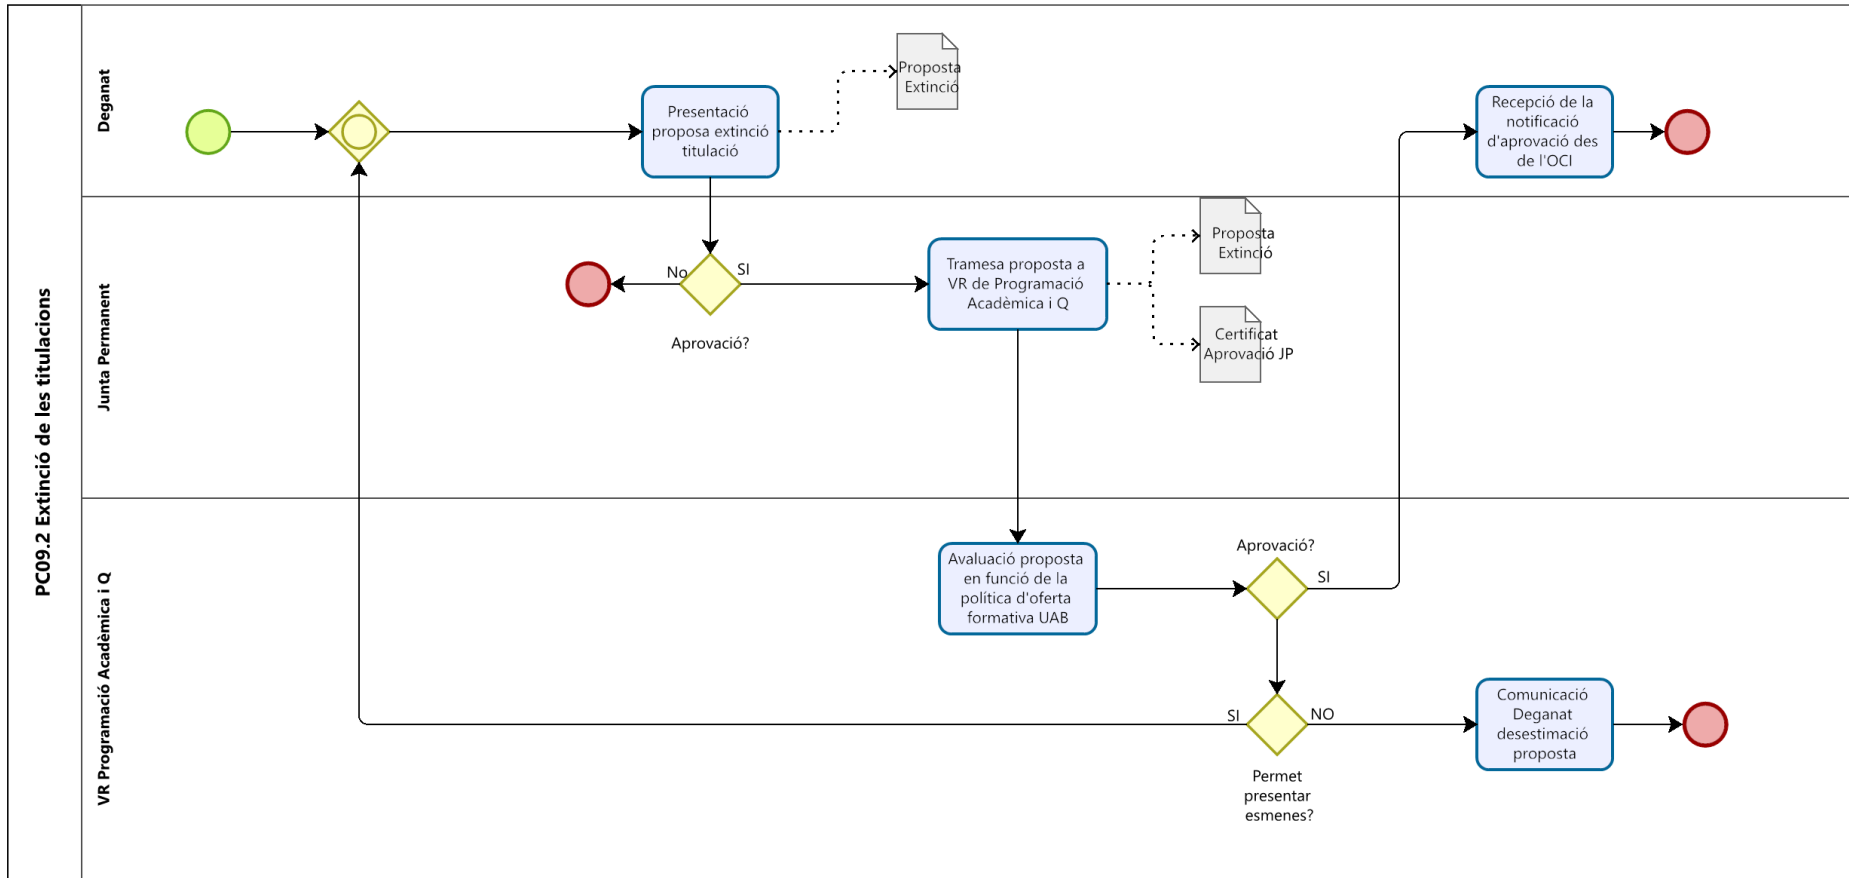 PC09.2 Extinció de les titulacions
Deganat
Presentació
proposa extinció
titulació
Proposta
Extinció
Recepció de la
notificació
d'aprovació des
de l'OCI
Junta Permanent
No
SI
Aprovació?
Tramesa proposta a
VR de Programació
Acadèmica i Q
Proposta
Extinció
Certificat
Aprovació JP
VR Programació Acadèmica i Q
Avaluació proposta
en funció de la
política d'oferta
formativa UAB
Aprovació?
SI
SI
NO
Permet
presentar
esmenes?
Comunicació
Deganat
desestimació
proposta